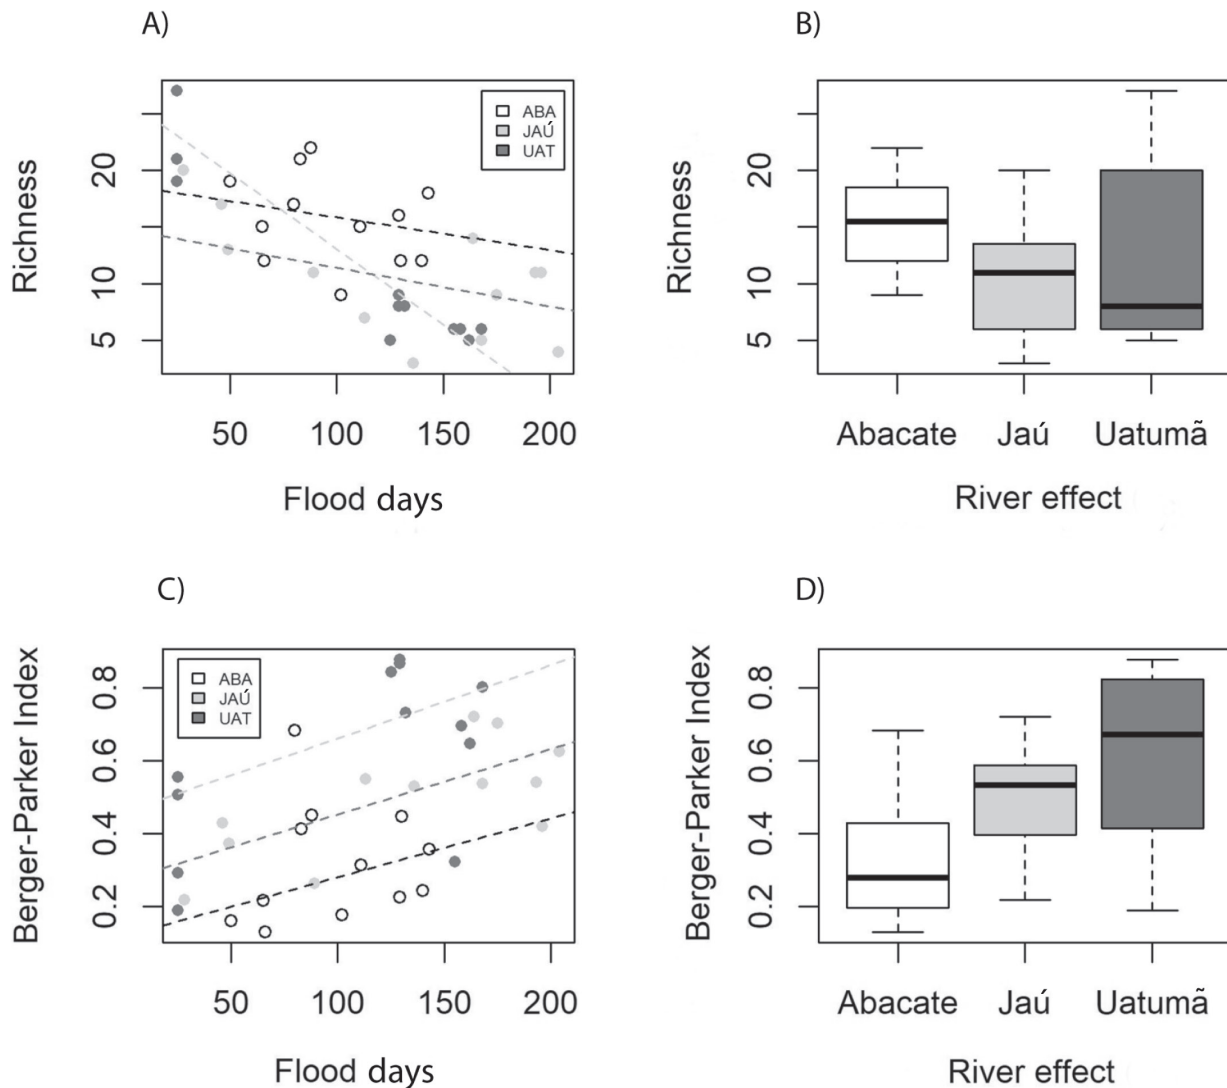 A)
Richness
20
10
5
ABA
JAÚ
UAT
50 100 150 200
Flood days
B)
Richness
20
10
5
Abacate Jaú Uatumã
River effect
C)
Berger-Parker Index
0.8
0.6
0.4
0.2
ABA
JAÚ
UAT
50 100 150 200
Flood days
D)
Berger-Parker Index
0.8
0.6
0.4
0.2
Abacate Jaú Uatumã
River effect